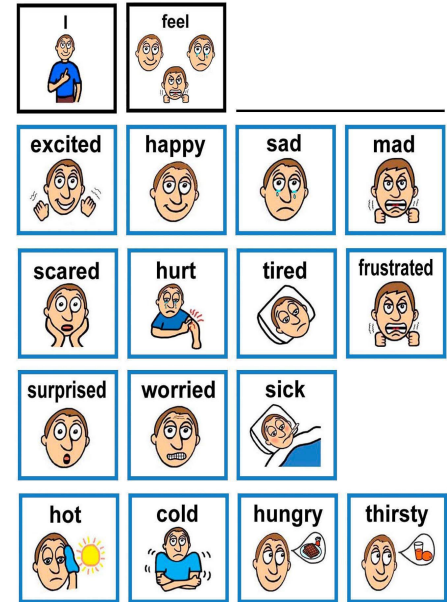 I feel
excited happy sad mad
scared hurt tired frustrated
surprised worried sick
hot cold hungry thirsty